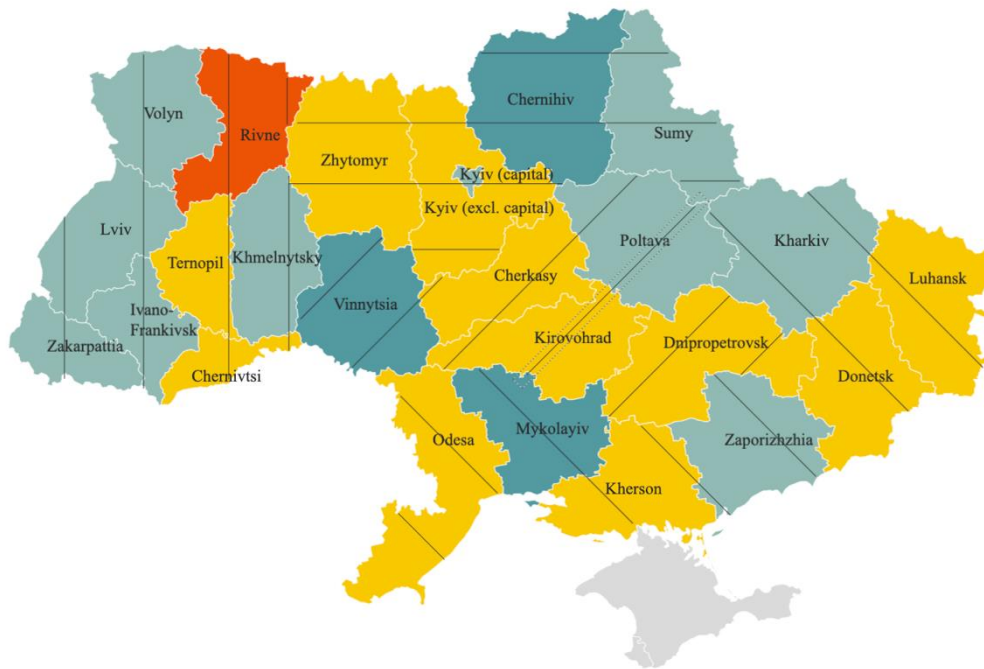 Chernihiv
Volyn
Rivne
Sumy
Zhytomyr
Kyiv (capital)
Kyiv (excl. capital)
Lviv
Poltava
Kharkiv
Ternopil
Khmelnytsky
Cherkasy
Luhansk
Vinnytsia
Ivano-
Frankivsk
Kirovohrad
Dnipropetrovsk
Zakarpattia
Chernivtsi
Donetsk
Mykolayiv
Odesa
Zaporizhzhia
Kherson